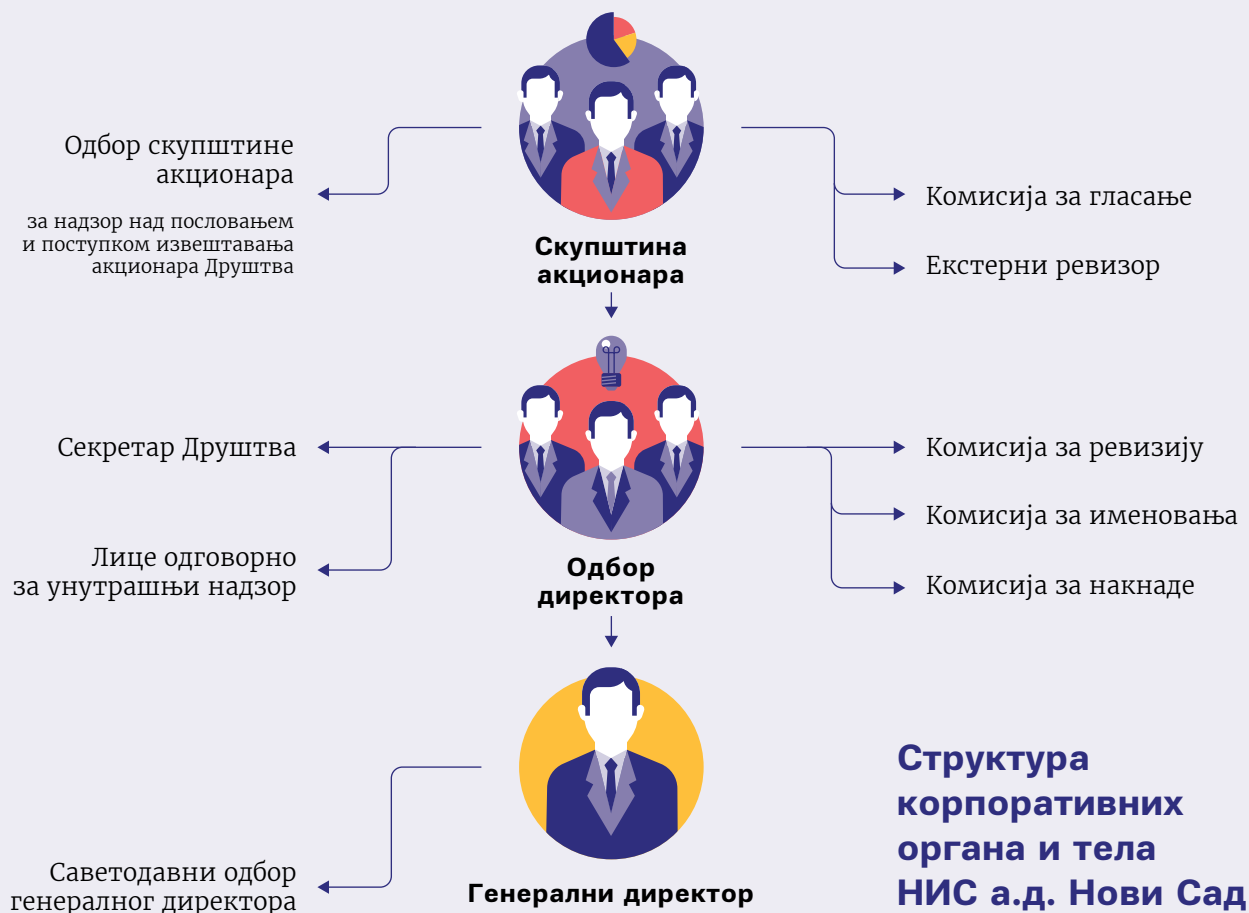 Одбор скупштине
акционара
за надзор над пословањем
и поступком извештавања
акционара Друштва
Скупштина
акционара
Комисија за гласање
Екстерни ревизор
Секретар Друштва
Лице одговорно
за унутрашњи надзор
Одбор
директора
Комисија за ревизију
Комисија за именовања
Комисија за накнаде
Саветодавни одбор
генералног директора
Генерални директор
Структура
корпоративних
органа и тела
НИС а.д. Нови Сад